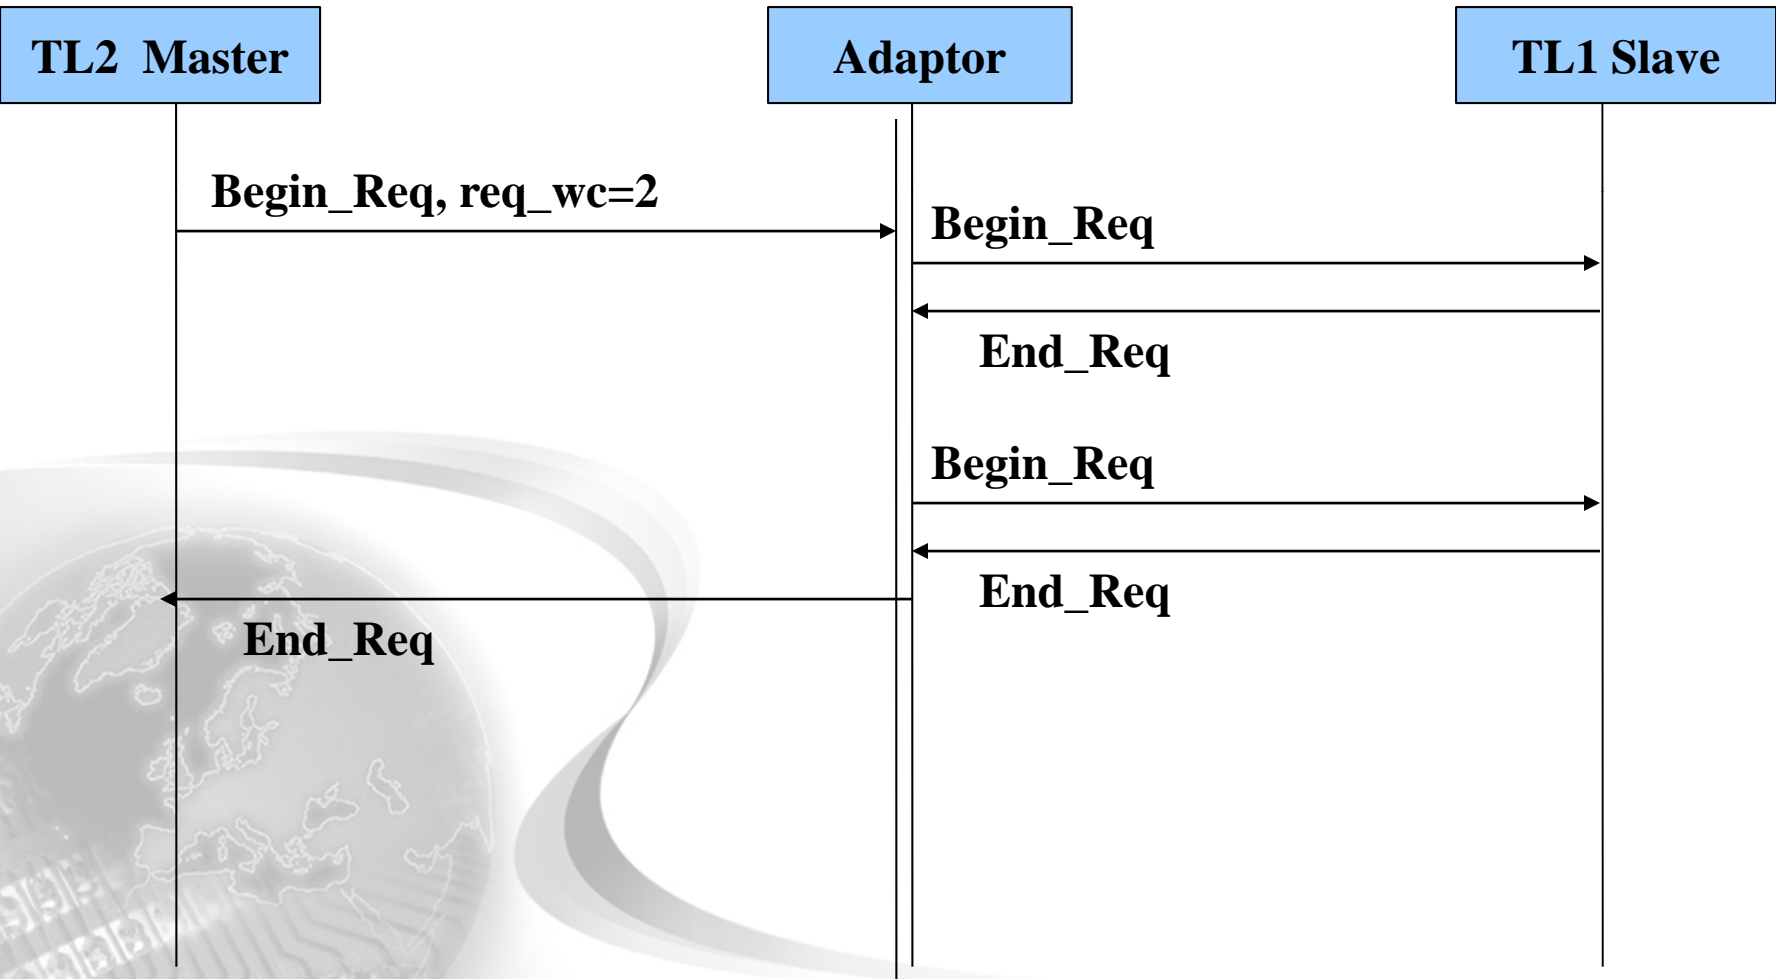 TL2 Master
Adaptor
TL1 Slave
Begin_Req, req_wc=2
Begin_Req
End_Req
Begin_Req
End_Req
End_Req